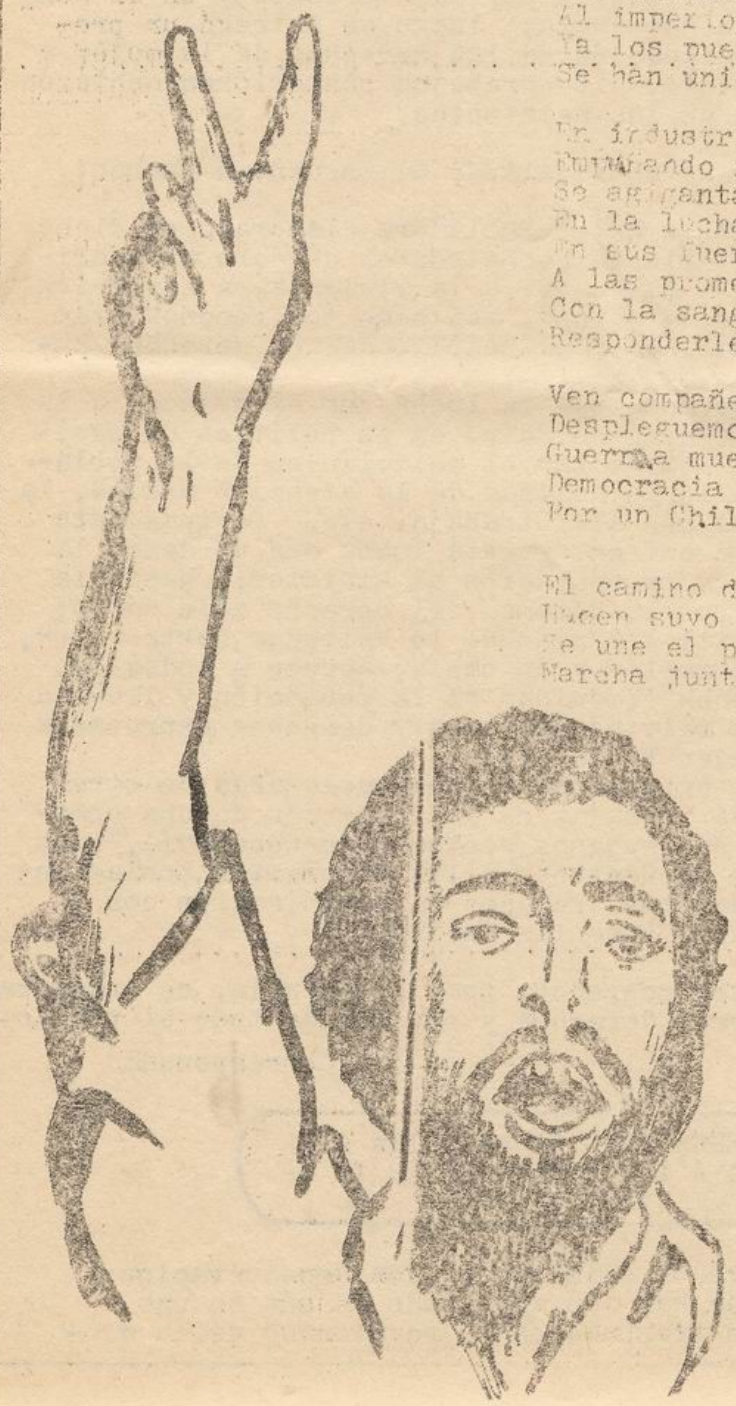 Al imperio
Ya los pue
Se han uni
En industr
Empuñando
Se agiganta
En la lucha
En sus fuer
A las prome
Con la sang
Responderle
Ven compañe
Despleguemo
Guerra a mue
Democracia
Por un Chil
El camino d
Hacen suyo
Se une el p
Marcha junt